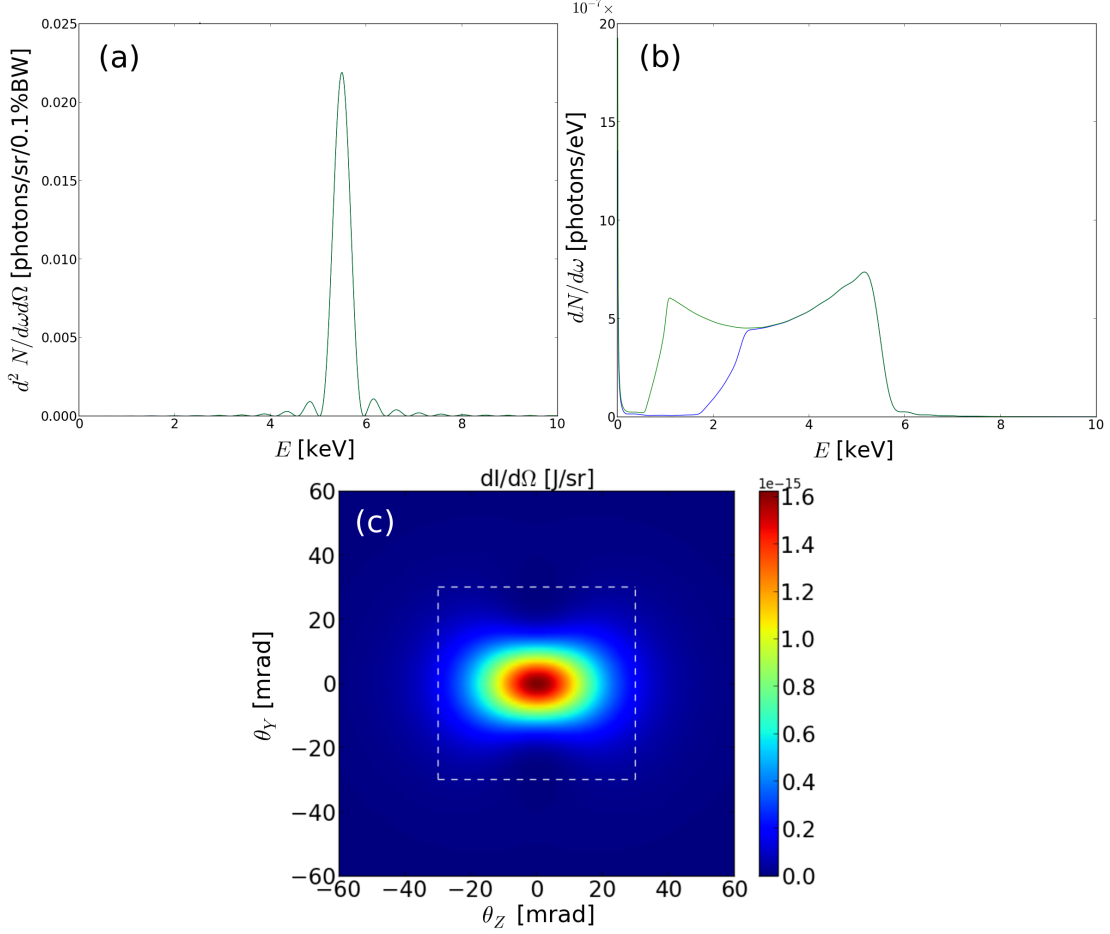 (a)
d² N/dωdΩ [photons/sr/0.1%BW]
0.025
0.020
0.015
0.010
0.005
0.000
0 2 4 6 8 10
E [keV]
10⁻⁷×
(b)
dN/dω [photons/eV]
20
15
10
5
0
0 2 4 6 8 10
E [keV]
dI/dΩ [J/sr]
(c)
θ_Y [mrad]
60
40
20
0
−20
−40
−60
−60 −40 −20 0 20 40 60
θ_Z [mrad]
1e−15
1.6
1.4
1.2
1.0
0.8
0.6
0.4
0.2
0.0